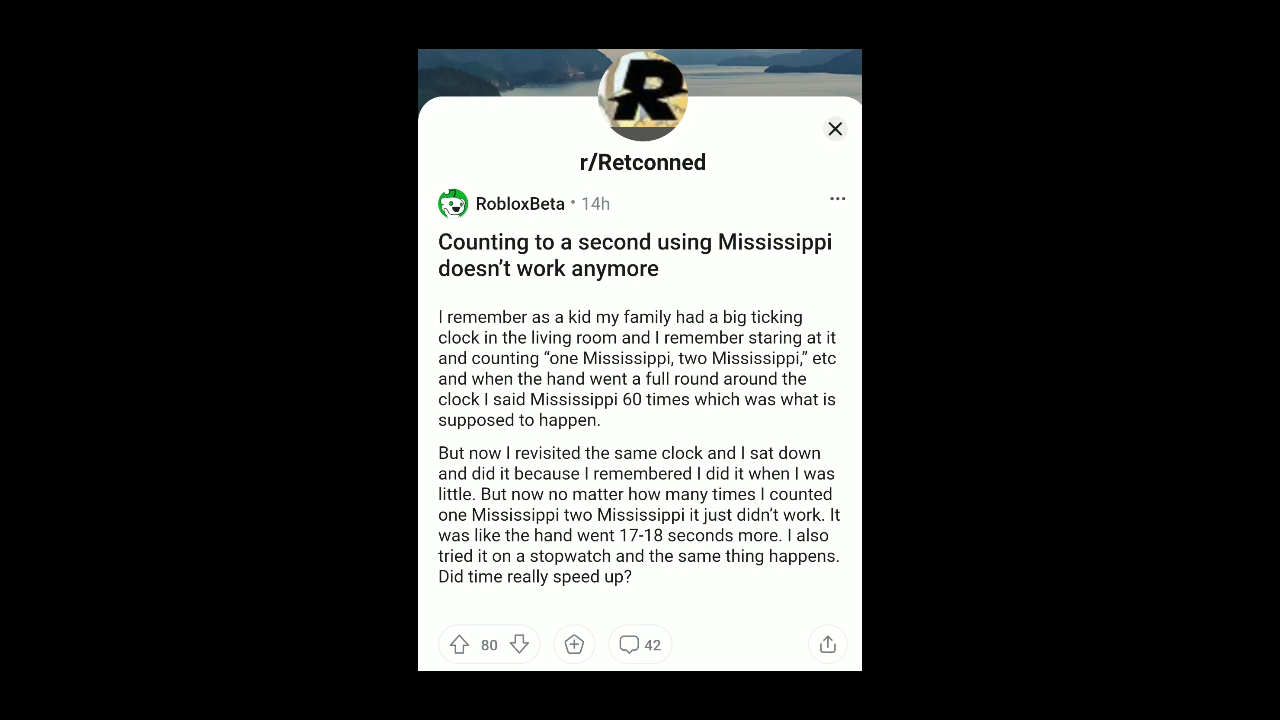 R
r/Retconned
RobloxBeta • 14h
Counting to a second using Mississippi
doesn’t work anymore
I remember as a kid my family had a big ticking
clock in the living room and I remember staring at it
and counting “one Mississippi, two Mississippi,” etc
and when the hand went a full round around the
clock I said Mississippi 60 times which was what is
supposed to happen.
But now I revisited the same clock and I sat down
and did it because I remembered I did it when I was
little. But now no matter how many times I counted
one Mississippi two Mississippi it just didn’t work. It
was like the hand went 17-18 seconds more. I also
tried it on a stopwatch and the same thing happens.
Did time really speed up?
80
42